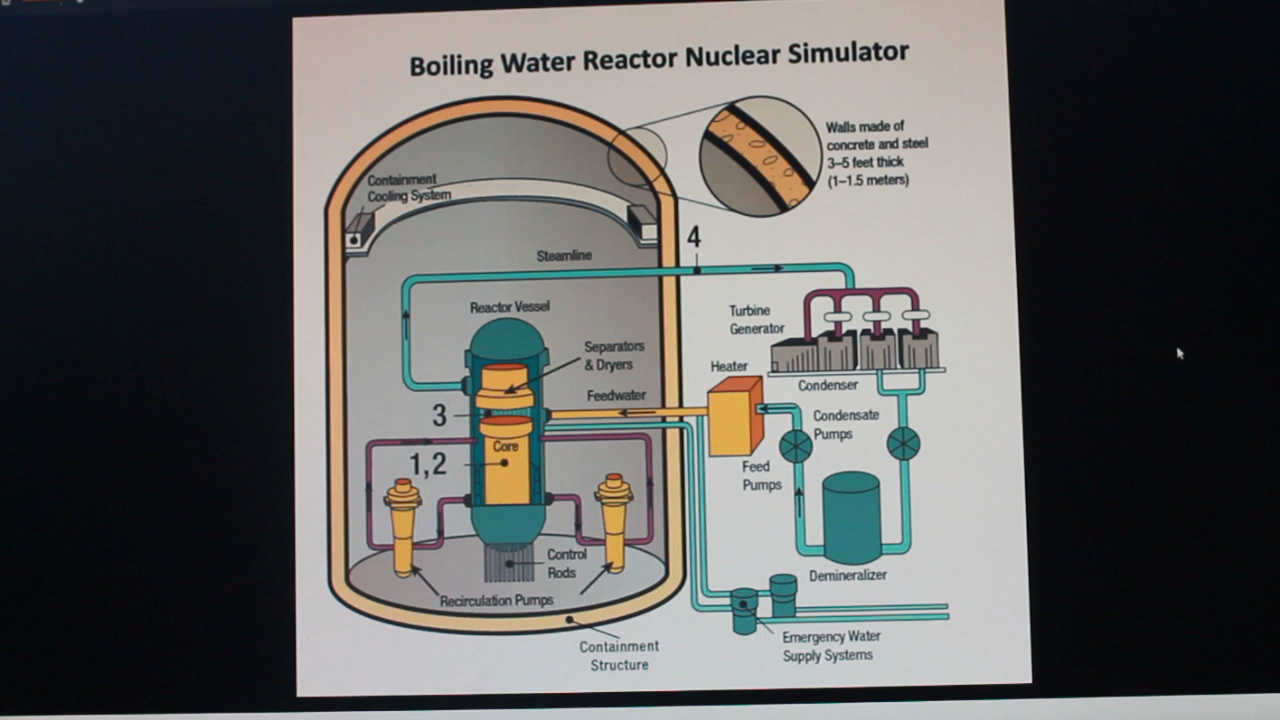 Boiling Water Reactor Nuclear Simulator
Walls made of
concrete and steel
3–5 feet thick
(1–1.5 meters)
Containment
Cooling System
4
Steamline
Reactor Vessel
Turbine
Generator
Separators
& Dryers
Heater
Condenser
Feedwater
3
Condensate
Pumps
Core
1,2
Feed
Pumps
Control
Rods
Demineralizer
Recirculation Pumps
Emergency Water
Supply Systems
Containment
Structure